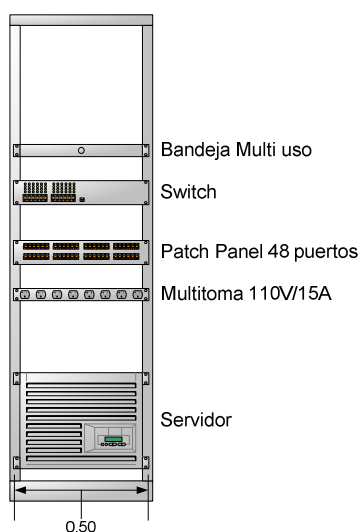 Bandeja Multi uso
Switch
Patch Panel 48 puertos
Multitoma 110V/15A
Servidor
0.50